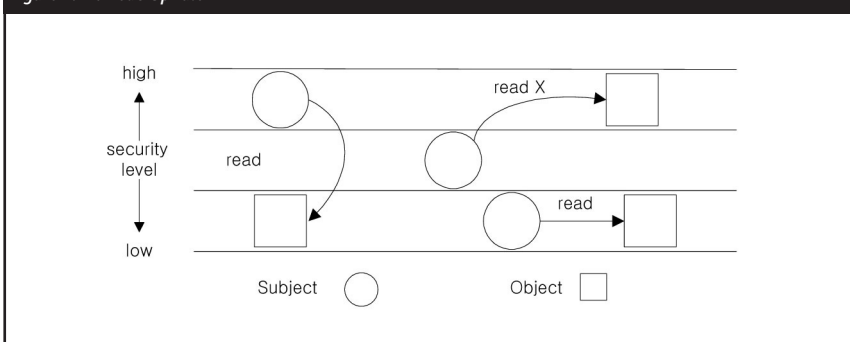 high
read X
security
level
read
read
low
Subject
Object